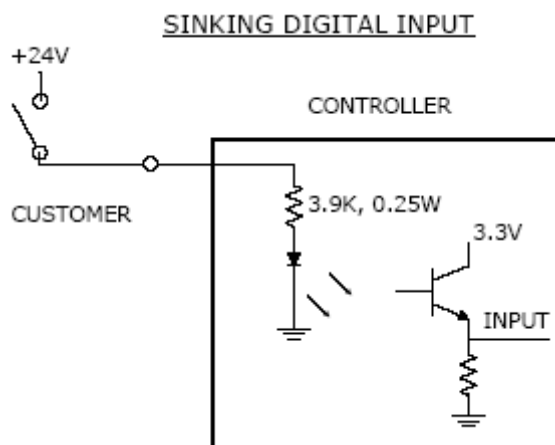 SINKING DIGITAL INPUT
+24V
CONTROLLER
CUSTOMER
3.9K, 0.25W
3.3V
INPUT